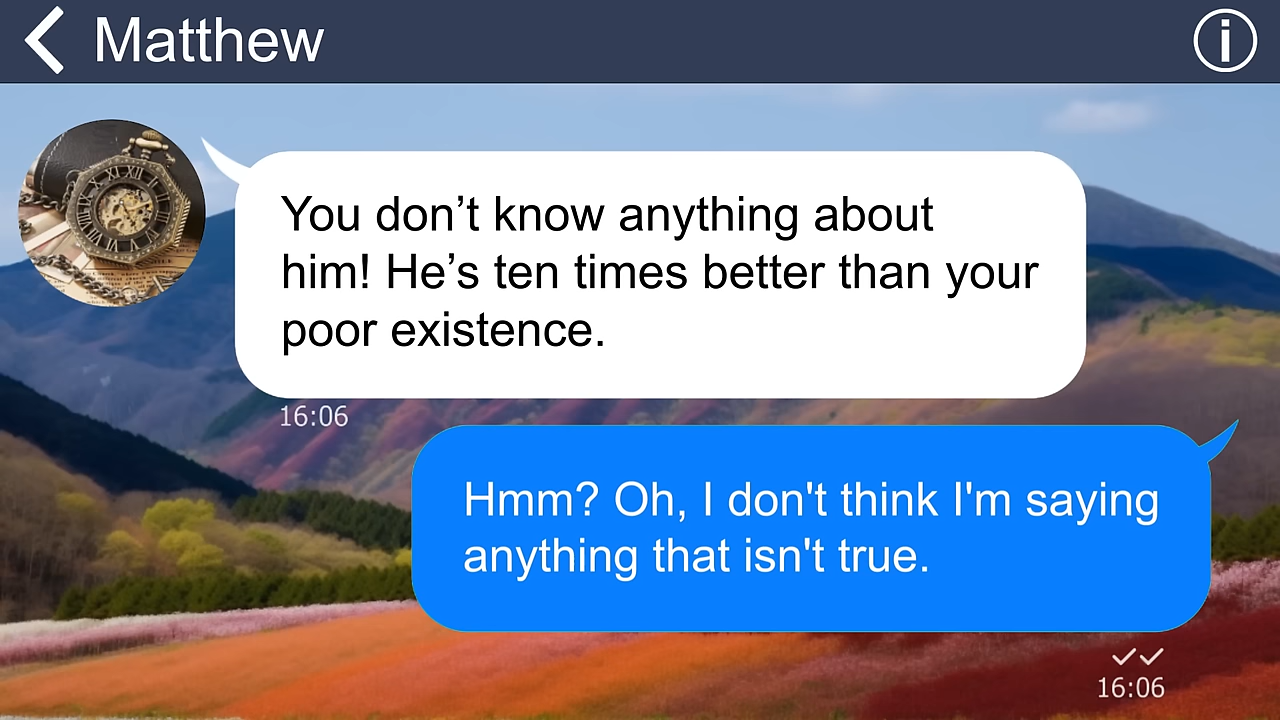 Matthew
You don’t know anything about
him! He’s ten times better than your
poor existence.
16:06
Hmm? Oh, I don't think I'm saying
anything that isn't true.
16:06